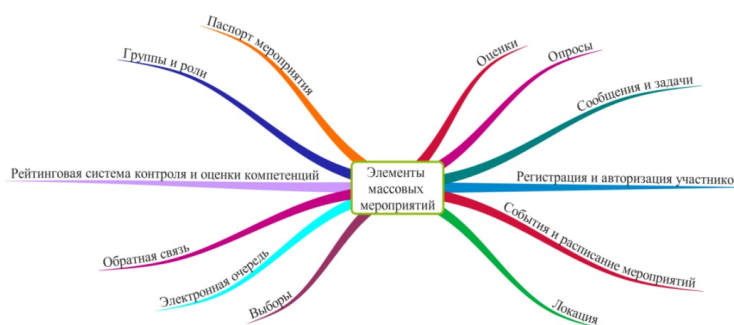 Паспорт мероприятия
Группы и роли
Рейтинговая система контроля и оценки компетенций
Обратная связь
Электронная очередь
Выборы
Элементы
массовых
мероприятий
Оценки
Опросы
Сообщения и задачи
Регистрация и авторизация участнико
События и расписание мероприятий
Локация